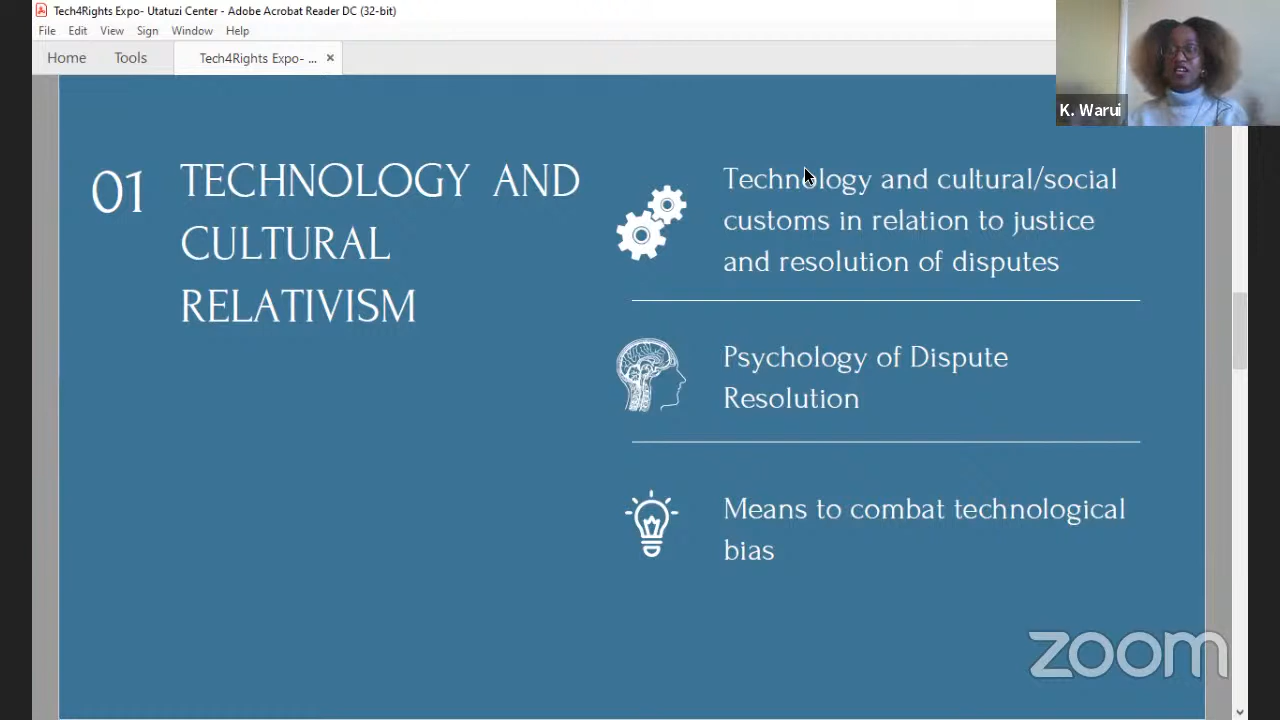 Tech4Rights Expo- Utatuzi Center - Adobe Acrobat Reader DC (32-bit)
File Edit View Sign Window Help
Home Tools Tech4Rights Expo- ... ×
K. Warui
01
TECHNOLOGY AND
CULTURAL
RELATIVISM
Technology and cultural/social
customs in relation to justice
and resolution of disputes
Psychology of Dispute
Resolution
Means to combat technological
bias
zoom